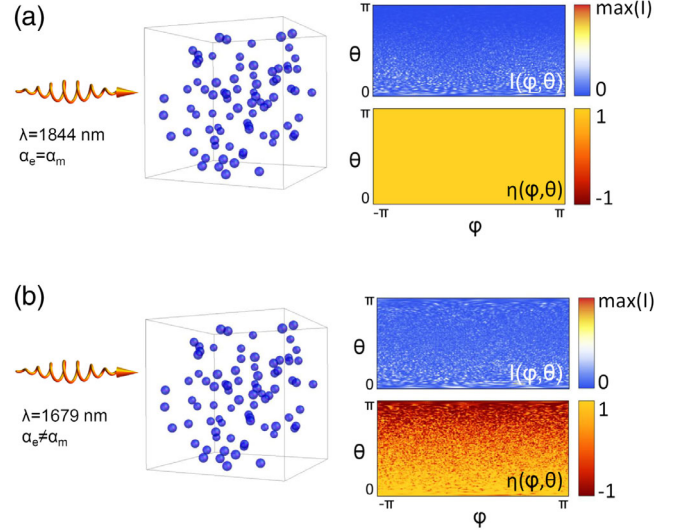 (a)
λ=1844 nm
αe=αm
π
θ
0
I(φ,θ)
max(I)
0
π
θ
0
η(φ,θ)
1
-1
-π
π
φ
(b)
λ=1679 nm
αe≠αm
π
θ
0
I(φ,θ)
max(I)
0
π
θ
0
η(φ,θ)
1
-1
-π
π
φ